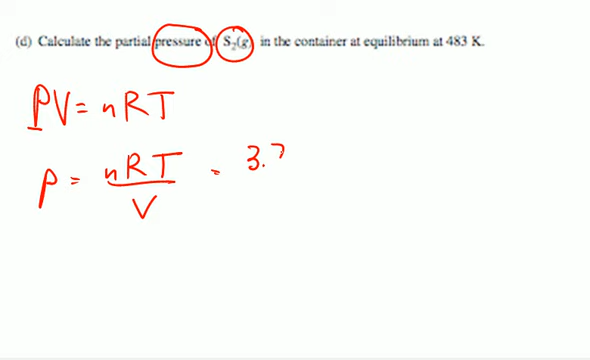 (d) Calculate the partial pressure of S₂(g) in the container at equilibrium at 483 K.
PV = nRT
P = nRT / V = 3.7